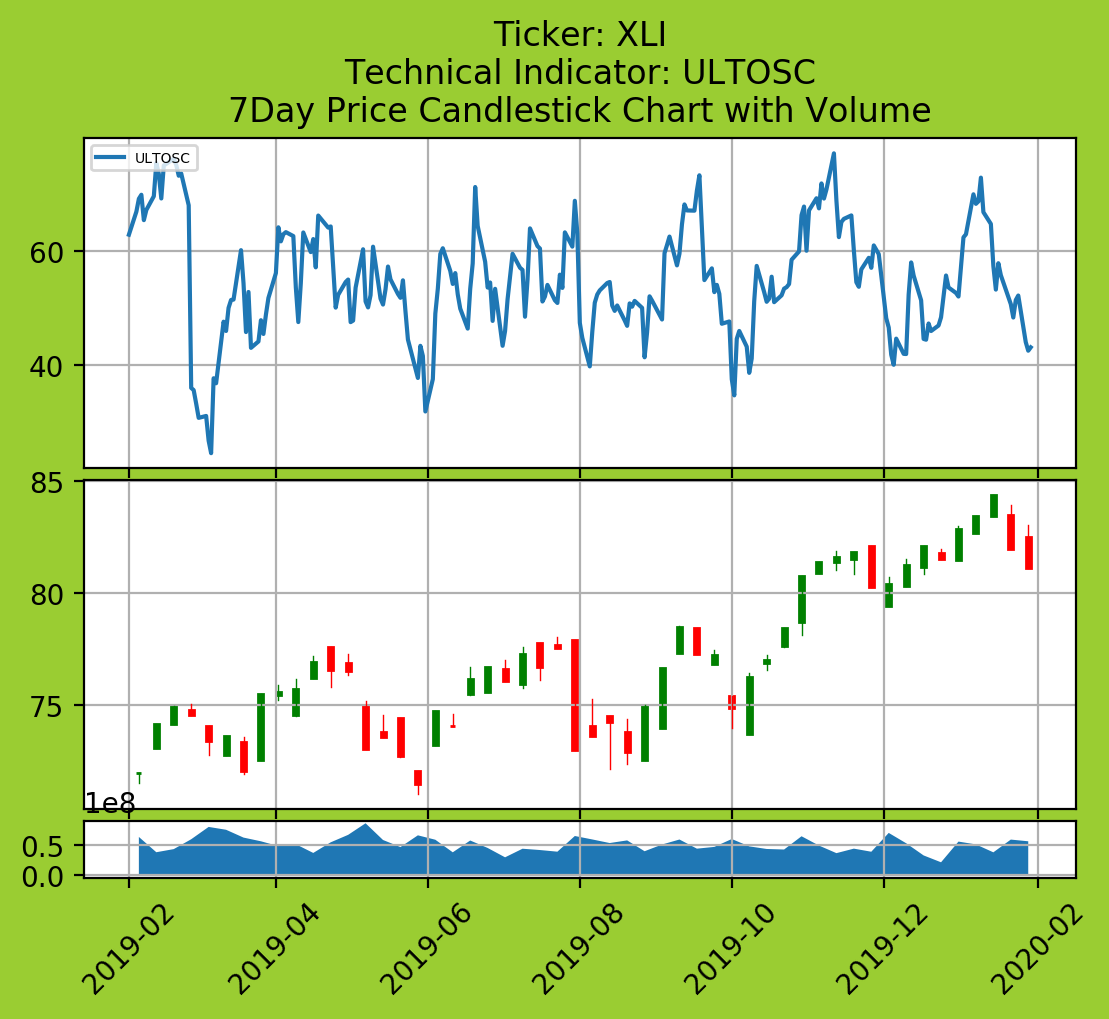 Ticker: XLI
Technical Indicator: ULTOSC
7Day Price Candlestick Chart with Volume
ULTOSC
60
40
85
80
75
1e8
0.5
0.0
2019-02
2019-04
2019-06
2019-08
2019-10
2019-12
2020-02